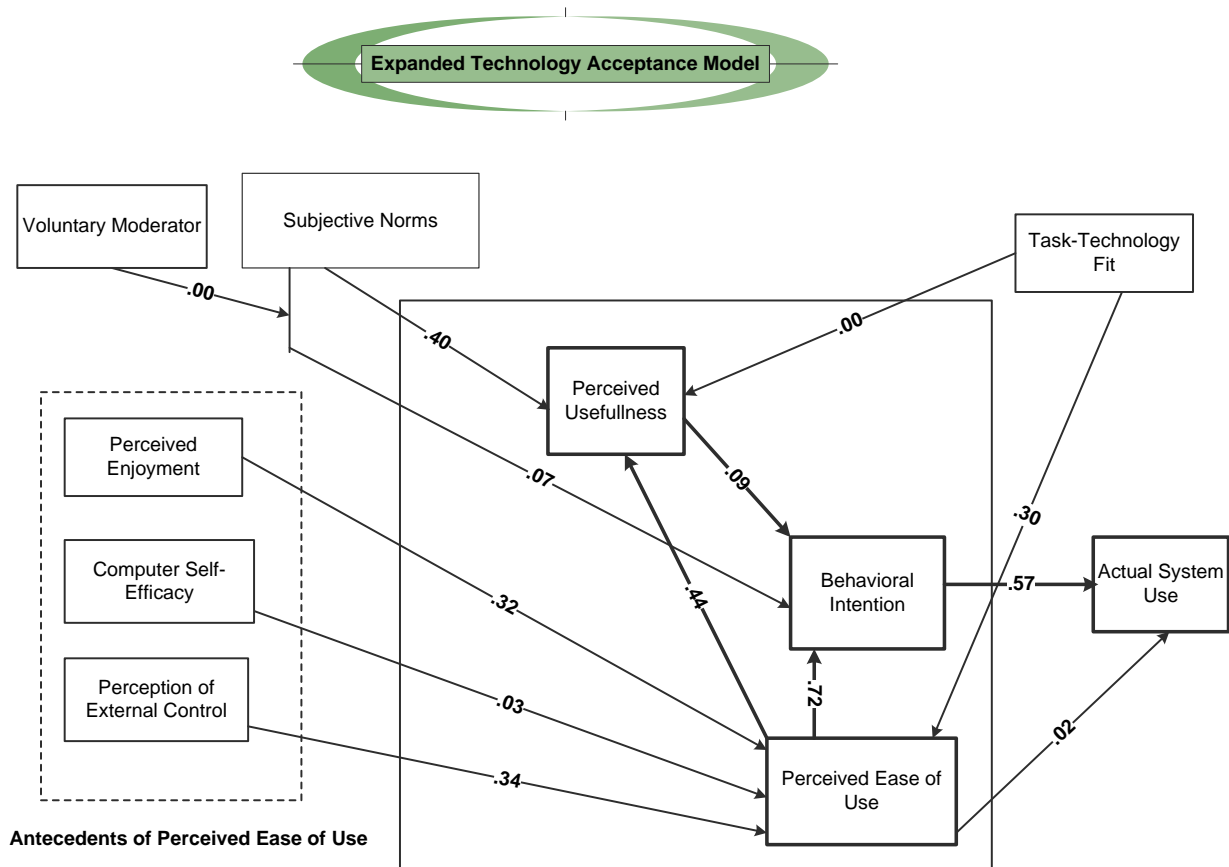 Expanded Technology Acceptance Model
Voluntary Moderator
Subjective Norms
Task-Technology
Fit
.00
.40
.00
Perceived
Usefullness
Perceived
Enjoyment
.07
.09
.30
Computer Self-
Efficacy
Behavioral
Intention
.57
Actual System
Use
.32
.44
Perception of
External Control
.03
.72
.34
Perceived Ease of
Use
.02
Antecedents of Perceived Ease of Use